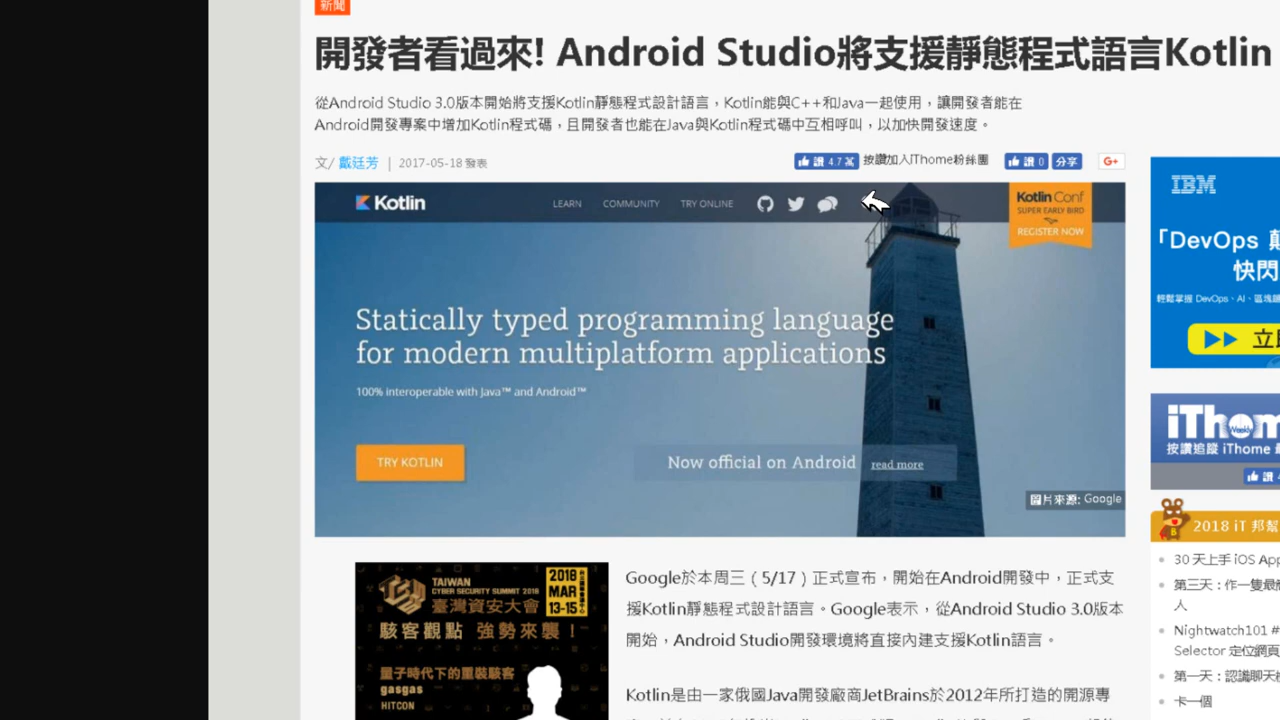 新聞
開發者看過來! Android Studio將支援靜態程式語言Kotlin
從Android Studio 3.0版本開始將支援Kotlin靜態程式設計語言，Kotlin能與C++和Java一起使用，讓開發者能在
Android開發專案中增加Kotlin程式碼，且開發者也能在Java與Kotlin程式碼中互相呼叫，以加快開發速度。
文/ 戴廷芳 | 2017-05-18 發表
讚 4.7 萬 按讚加入iThome粉絲團 讚 0 分享 G+
Kotlin LEARN COMMUNITY TRY ONLINE
Kotlin Conf
SUPER EARLY BIRD
REGISTER NOW
Statically typed programming language
for modern multiplatform applications
100% interoperable with Java™ and Android™
TRY KOTLIN
Now official on Android read more
圖片來源: Google
TAIWAN
CYBER SECURITY SUMMIT 2018
臺灣資安大會
2018
MAR
13-15
駭客觀點 強勢來襲！
量子時代下的重裝駭客
gasgas
HITCON
Google於本周三（5/17）正式宣布，開始在Android開發中，正式支
援Kotlin靜態程式設計語言。Google表示，從Android Studio 3.0版本
開始，Android Studio開發環境將直接內建支援Kotlin語言。
Kotlin是由一家俄國Java開發廠商JetBrains於2012年所打造的開源專
IBM
「DevOps
快閃
輕鬆掌握 DevOps、AI、區塊
iThom
Weekly
按讚追蹤 iThome
讚
2018 iT 邦幫
30 天上手 iOS App
第三天：作一隻最
人
Nightwatch101 #
Selector 定位網頁
第一天：認識聊天
卡一個